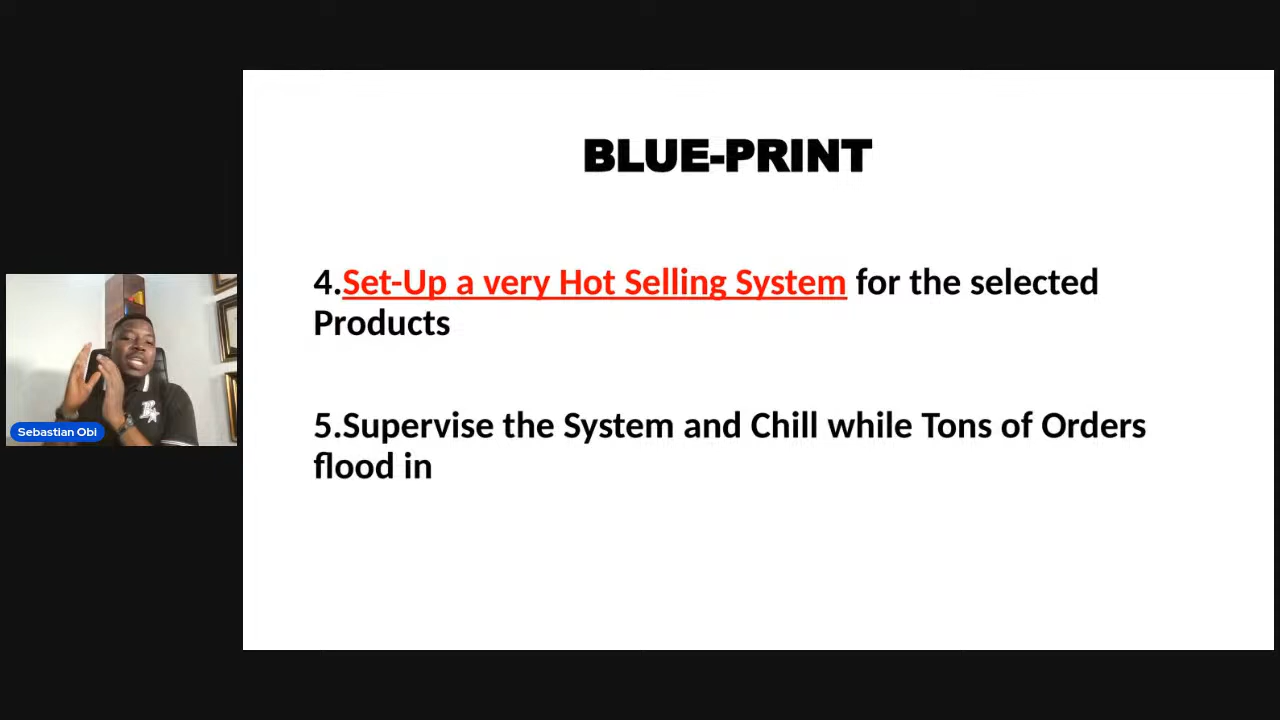 BLUE-PRINT
4.Set-Up a very Hot Selling System for the selected
Products
5.Supervise the System and Chill while Tons of Orders
flood in
Sebastian Obi